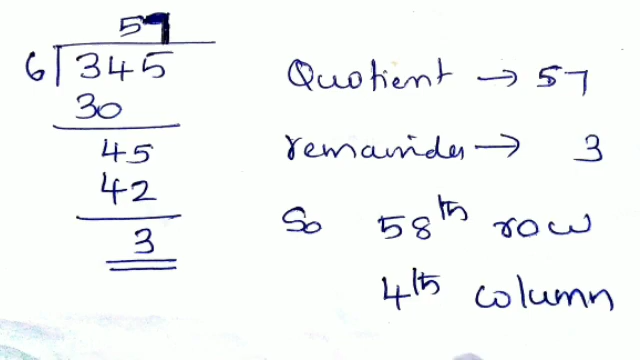 57
6 345
30
45
42
3
Quotient → 57
remainder → 3
So 58th row
4th column